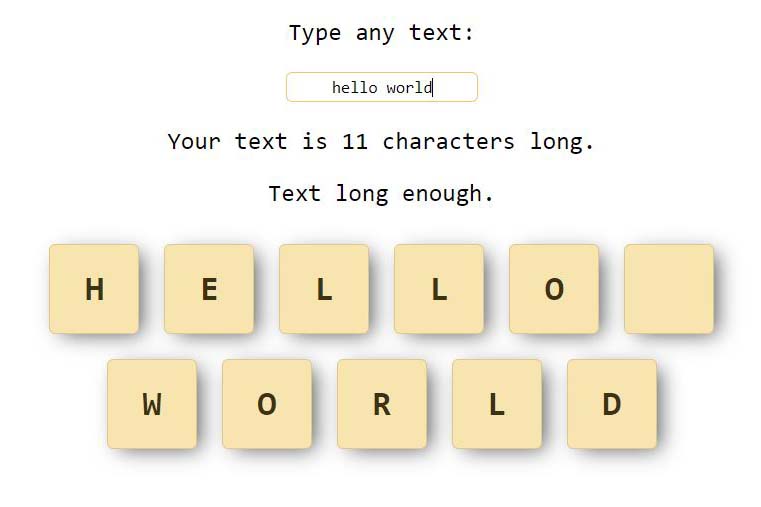 Type any text:
hello world
Your text is 11 characters long.
Text long enough.
H E L L O
W O R L D